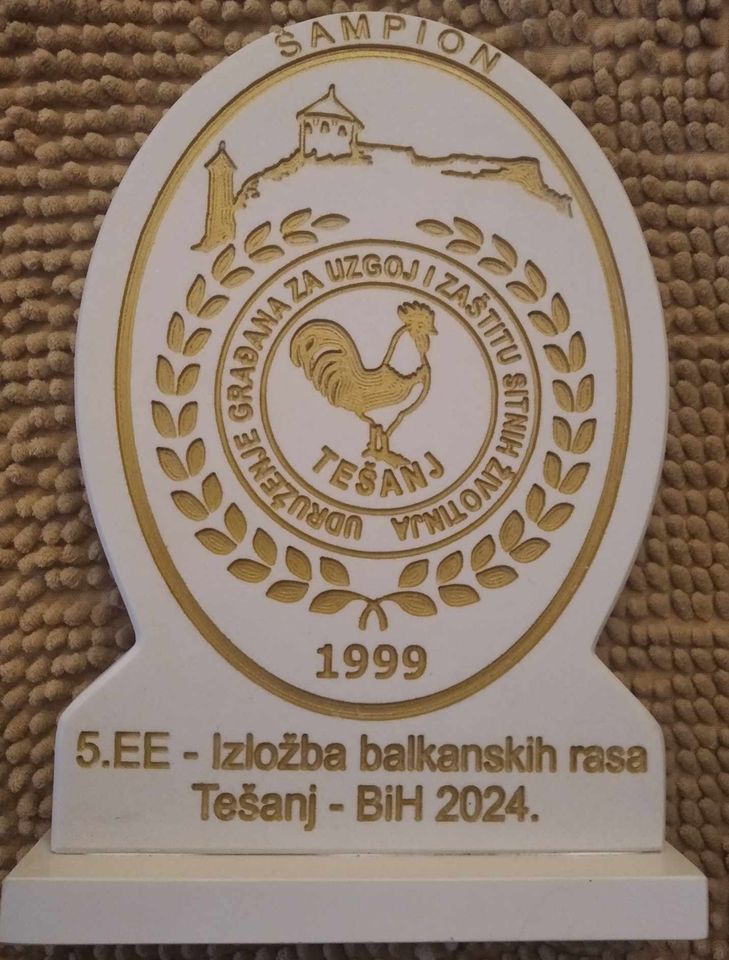 ŠAMPION
UDRUŽENJE GRAĐANA ZA UZGOJ I ZAŠTITU SITNIH ŽIVOTINJA
TEŠANJ
1999
5.EE - Izložba balkanskih rasa
Tešanj - BiH 2024.